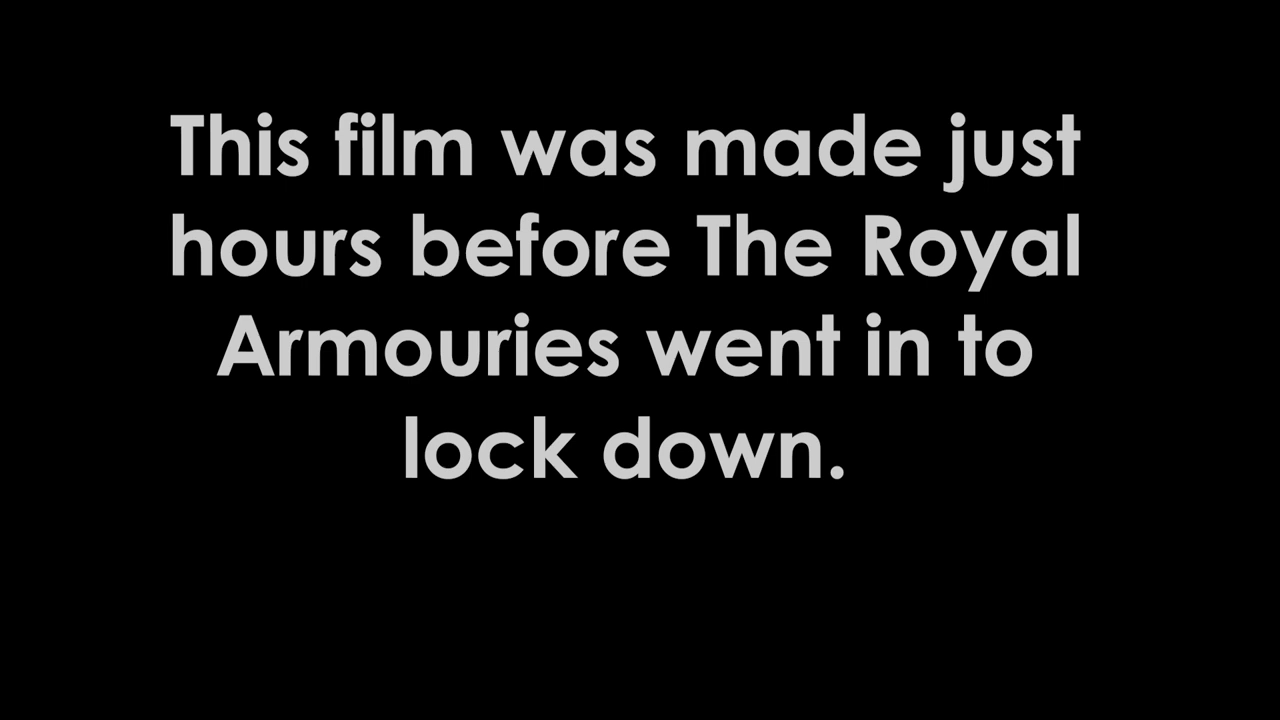 This film was made just
hours before The Royal
Armouries went in to
lock down.